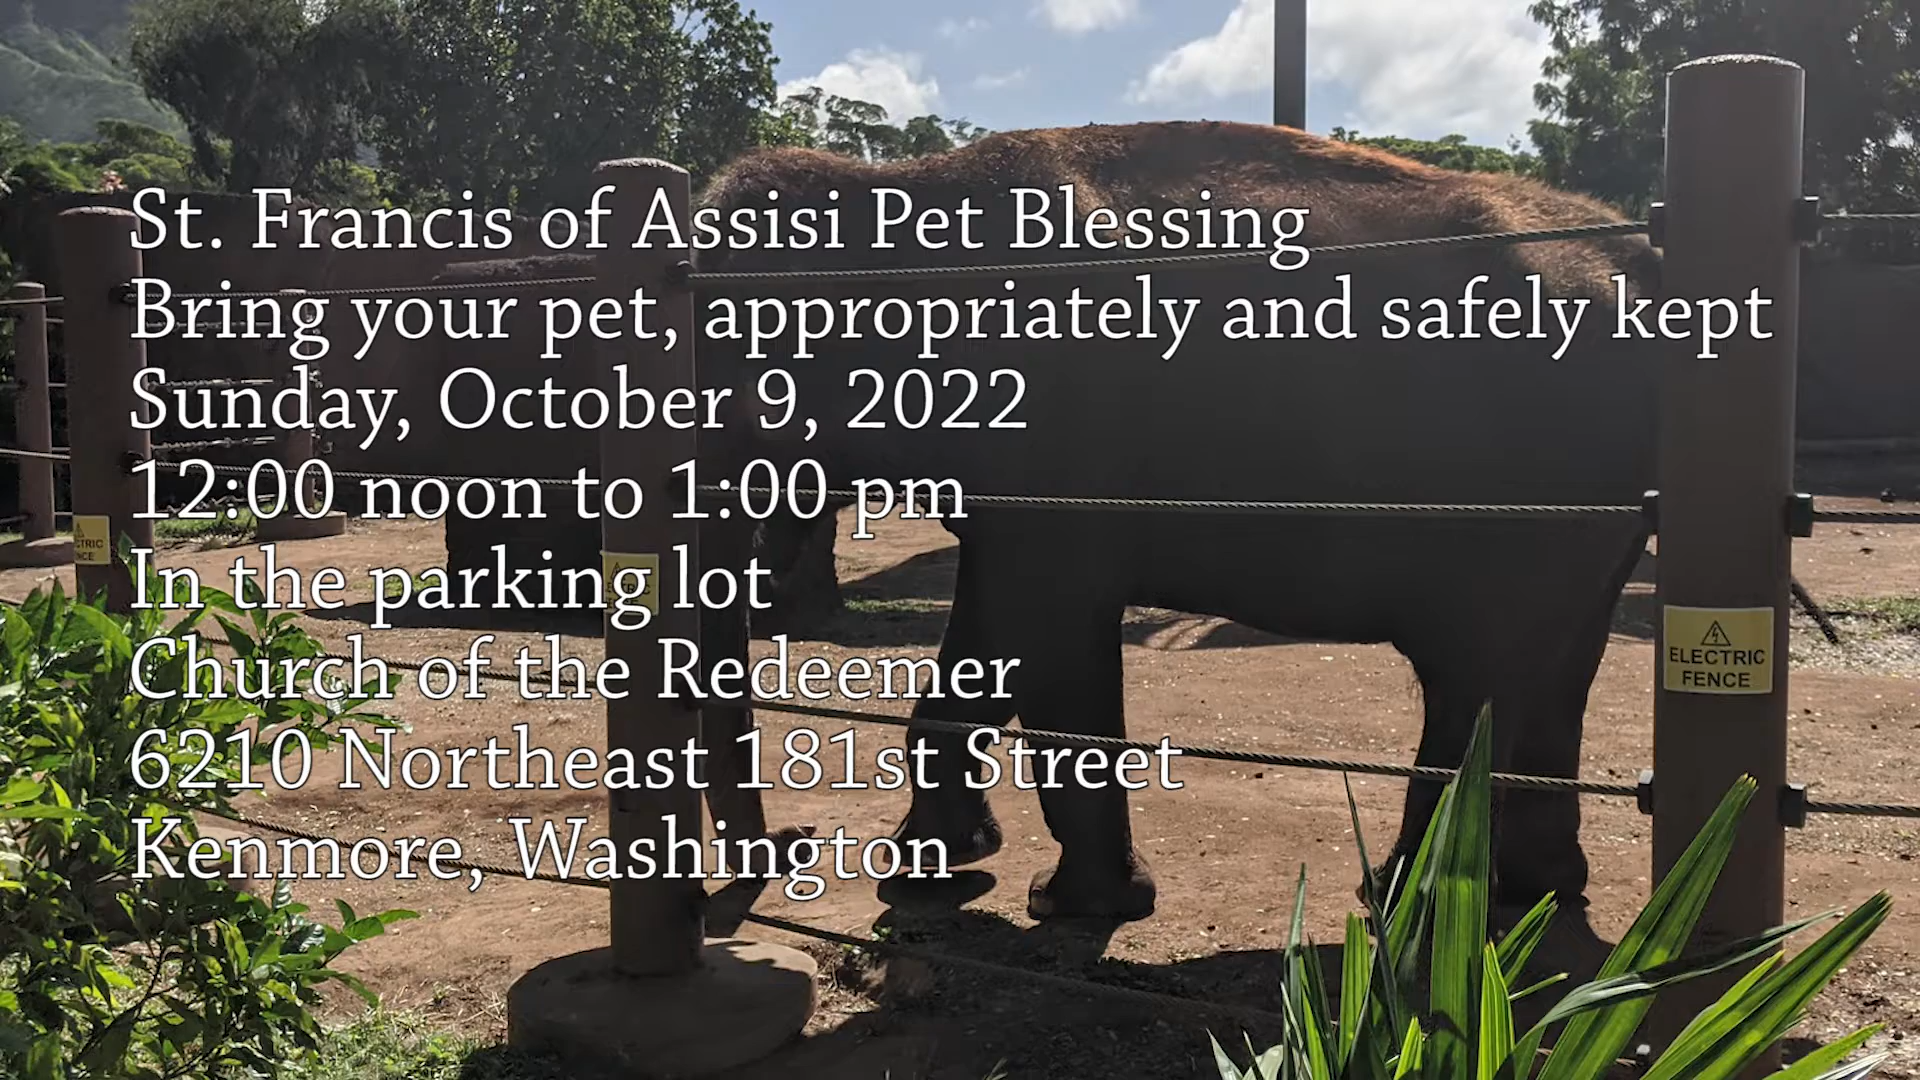 St. Francis of Assisi Pet Blessing
Bring your pet, appropriately and safely kept
Sunday, October 9, 2022
12:00 noon to 1:00 pm
In the parking lot
Church of the Redeemer
6210 Northeast 181st Street
Kenmore, Washington
ELECTRIC
FENCE